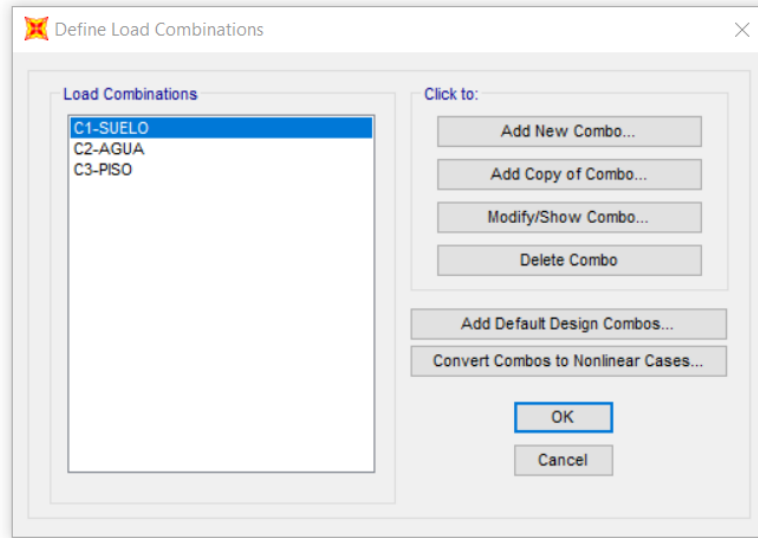 Define Load Combinations
Load Combinations
C1-SUELO
C2-AGUA
C3-PISO
Click to:
Add New Combo...
Add Copy of Combo...
Modify/Show Combo...
Delete Combo
Add Default Design Combos...
Convert Combos to Nonlinear Cases...
OK
Cancel